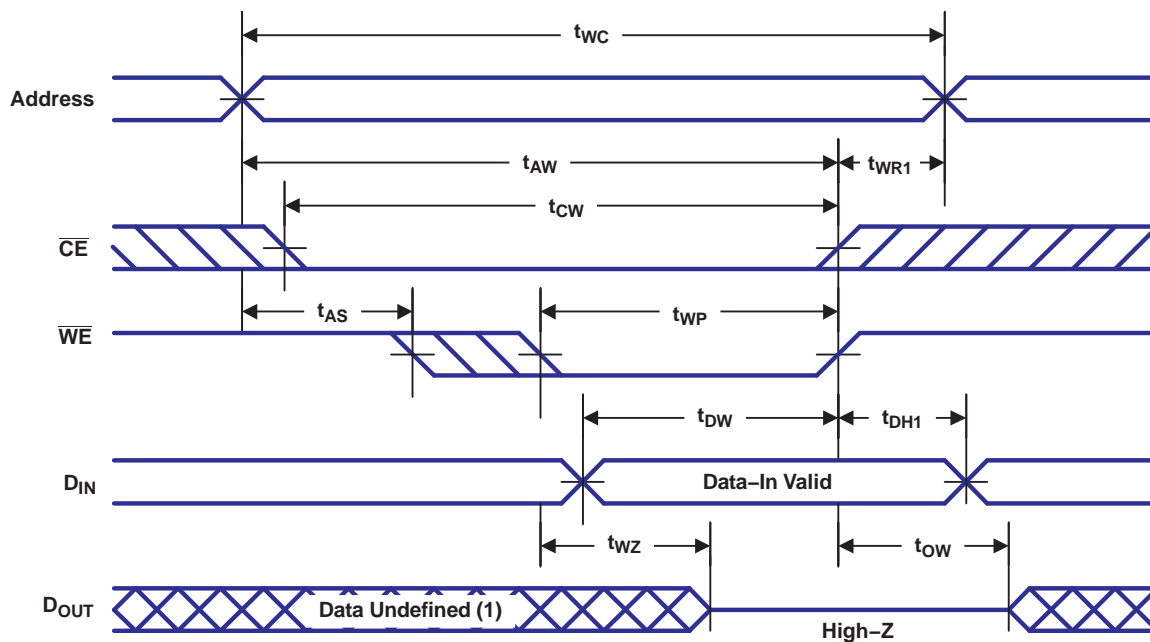 tWC
Address
tAW
tWR1
tCW
CE
tAS
tWP
WE
tDW
tDH1
DIN
Data–In Valid
tWZ
tOW
DOUT
Data Undefined (1)
High–Z